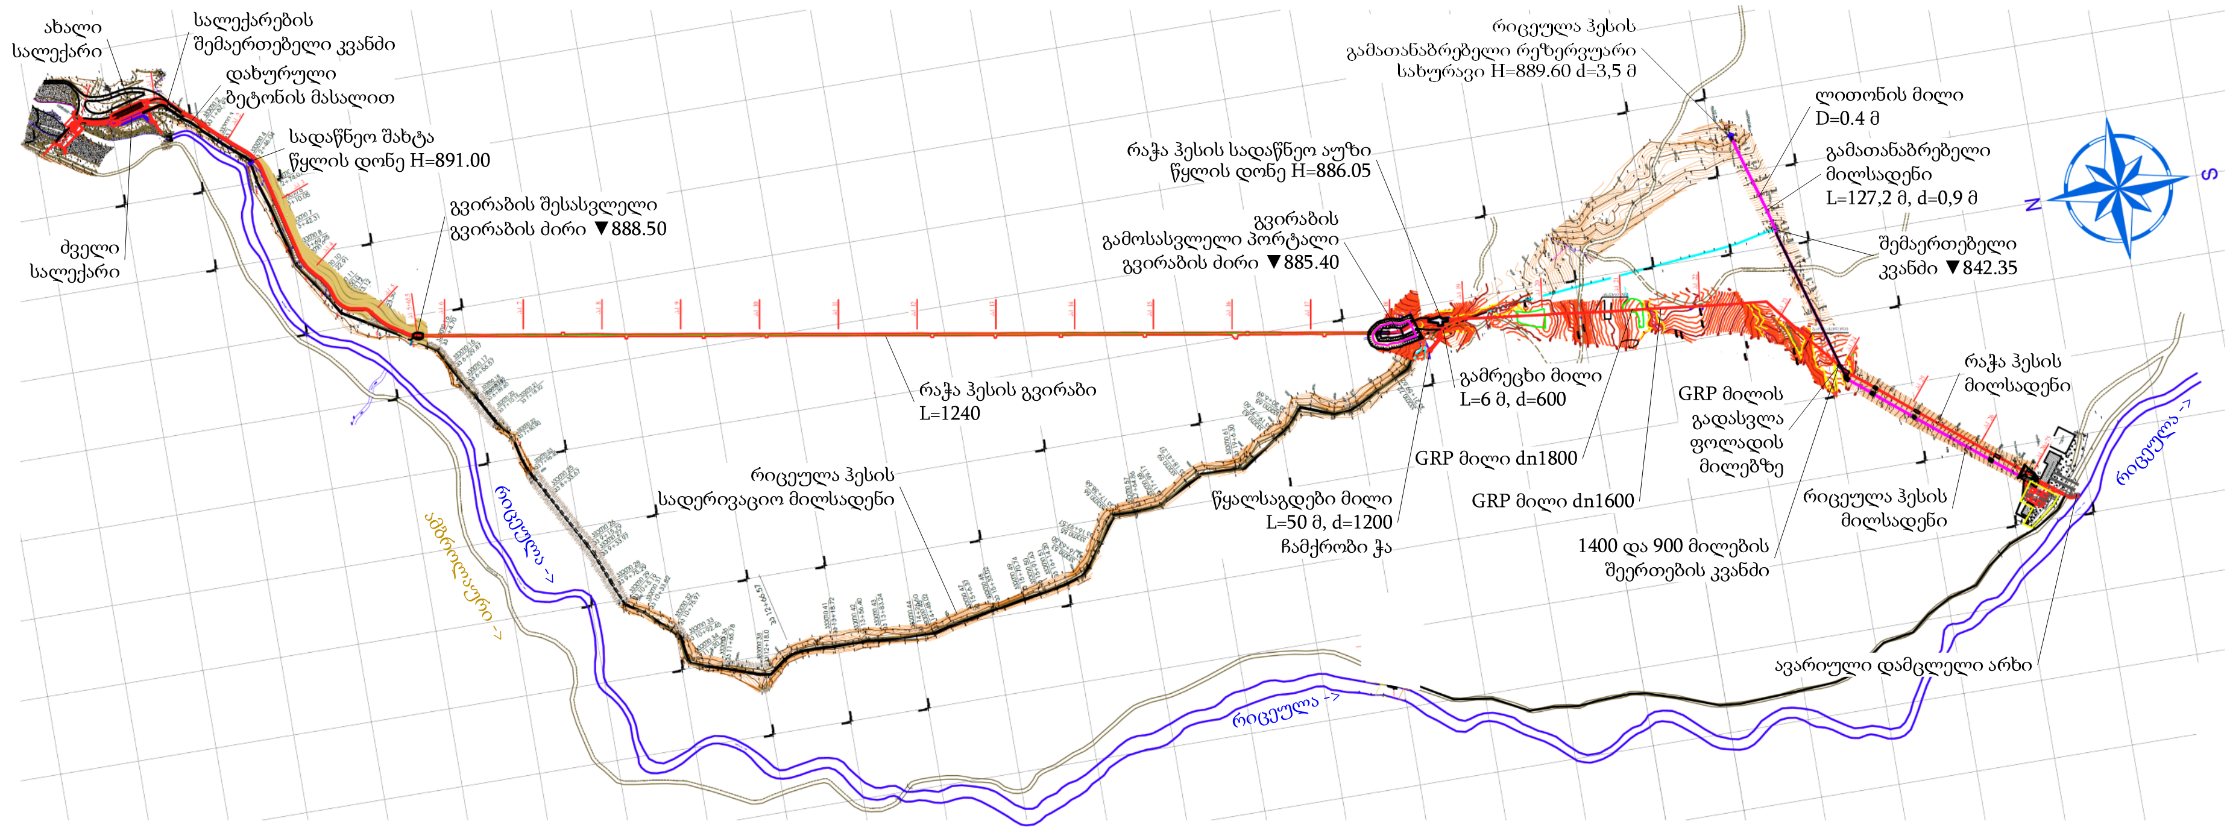 ახალი
სალექარი
სალექარების
შემაერთებელი კვანძი
დახურული
ბეტონის მასალით
სადაწნეო შახტა
წყლის დონე H=891.00
გვირაბის შესასვლელი
გვირაბის ძირი ▼888.50
ძველი
სალექარი
რიცეულა ჰესის
გამათანაბრებელი რეზერვუარი
სახურავი H=889.60 d=3,5 მ
ლითონის მილი
D=0.4 მ
რაჭა ჰესის სადაწნეო აუზი
წყლის დონე H=886.05
გამათანაბრებელი
მილსადენი
L=127,2 მ, d=0,9 მ
გვირაბის
გამოსასვლელი პორტალი
გვირაბის ძირი ▼885.40
შემაერთებელი
კვანძი ▼842.35
N
S
რაჭა ჰესის გვირაბი
L=1240
გამრეცხი მილი
L=6 მ, d=600
GRP მილის
გადასვლა
ფოლადის
მილებზე
რაჭა ჰესის
მილსადენი
რიცეულა ->
GRP მილი dn1800
რიცეულა ჰესის
სადერივაციო მილსადენი
წყალსაგდები მილი
L=50 მ, d=1200
ჩამქრობი ჭა
GRP მილი dn1600
რიცეულა ჰესის
მილსადენი
1400 და 900 მილების
შეერთების კვანძი
რიცეულა ->
ამბროლაური ->
ავარიული დამცლელი არხი
რიცეულა ->